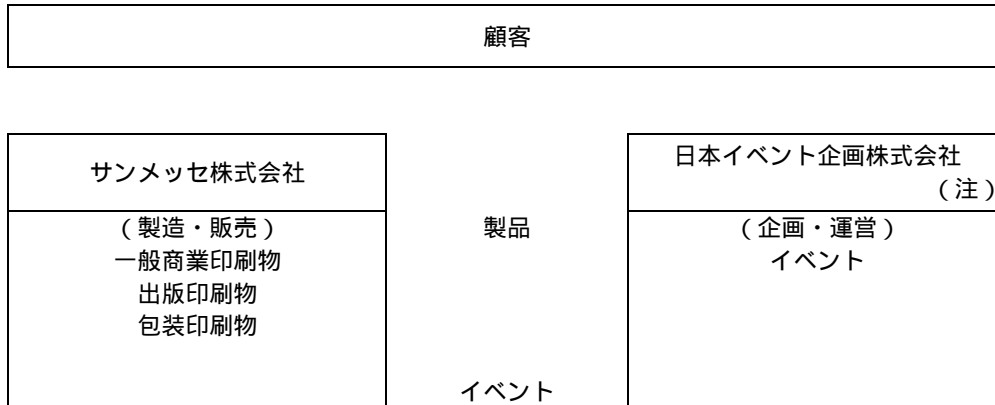 顧客
サンメッセ株式会社
日本イベント企画株式会社
(注)
(製造・販売)
一般商業印刷物
出版印刷物
包装印刷物
製品
イベント
(企画・運営)
イベント